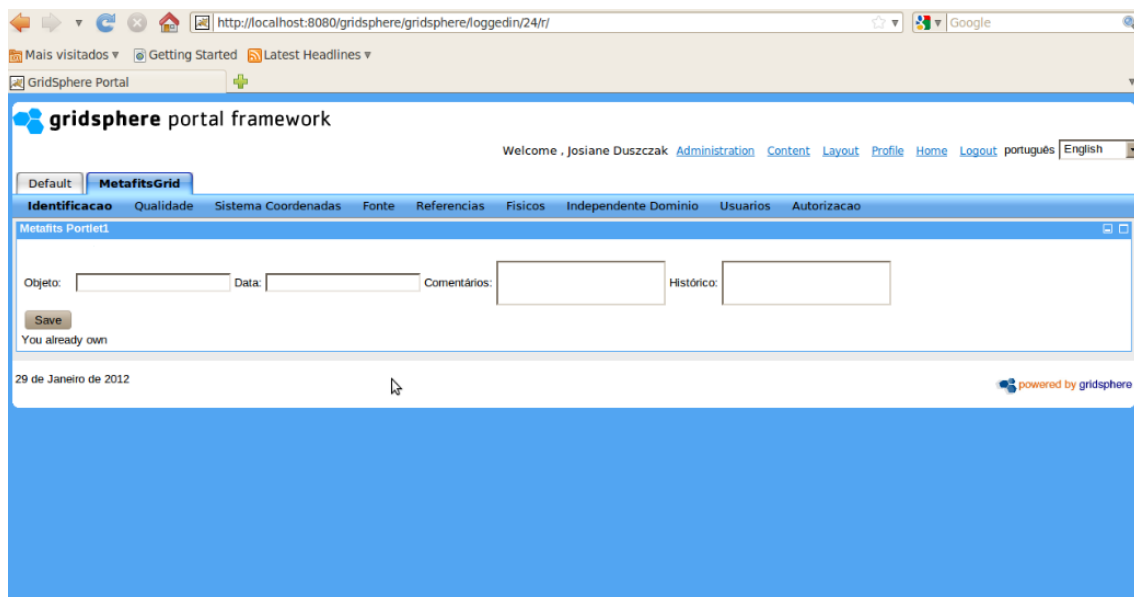 http://localhost:8080/gridsphere/gridsphere/loggedin/24/r/
Google
Mais visitados
Getting Started
Latest Headlines
GridSphere Portal
gridsphere portal framework
Welcome , Josiane Duszczak Administration Content Layout Profile Home Logout português English
Default MetafitsGrid
Identificacao Qualidade Sistema Coordenadas Fonte Referencias Fisicos Independente Dominio Usuarios Autorizacao
Metafits Portlet1
Objeto: Data: Comentários: Histórico:
Save
You already own
29 de Janeiro de 2012
powered by gridsphere